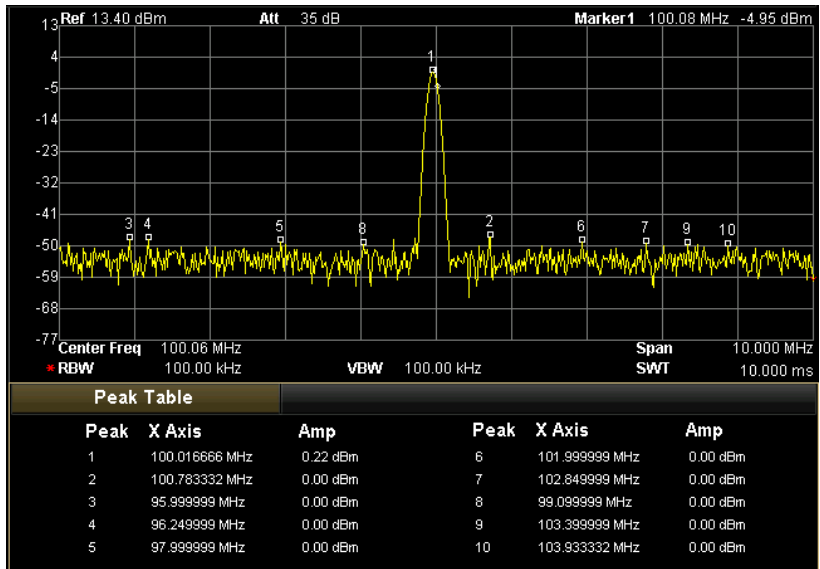 Ref 13.40 dBm Att 35 dB Marker1 100.08 MHz -4.95 dBm
13
4
1
-5
-14
-23
-32
-41
3 4 5 8 2 6 7 9 10
-50
-59
-68
-77
Center Freq 100.06 MHz Span 10.000 MHz
* RBW 100.00 kHz VBW 100.00 kHz SWT 10.000 ms
Peak Table
Peak X Axis Amp Peak X Axis Amp
1 100.016666 MHz 0.22 dBm 6 101.999999 MHz 0.00 dBm
2 100.783332 MHz 0.00 dBm 7 102.849999 MHz 0.00 dBm
3 95.999999 MHz 0.00 dBm 8 99.099999 MHz 0.00 dBm
4 96.249999 MHz 0.00 dBm 9 103.399999 MHz 0.00 dBm
5 97.999999 MHz 0.00 dBm 10 103.933332 MHz 0.00 dBm